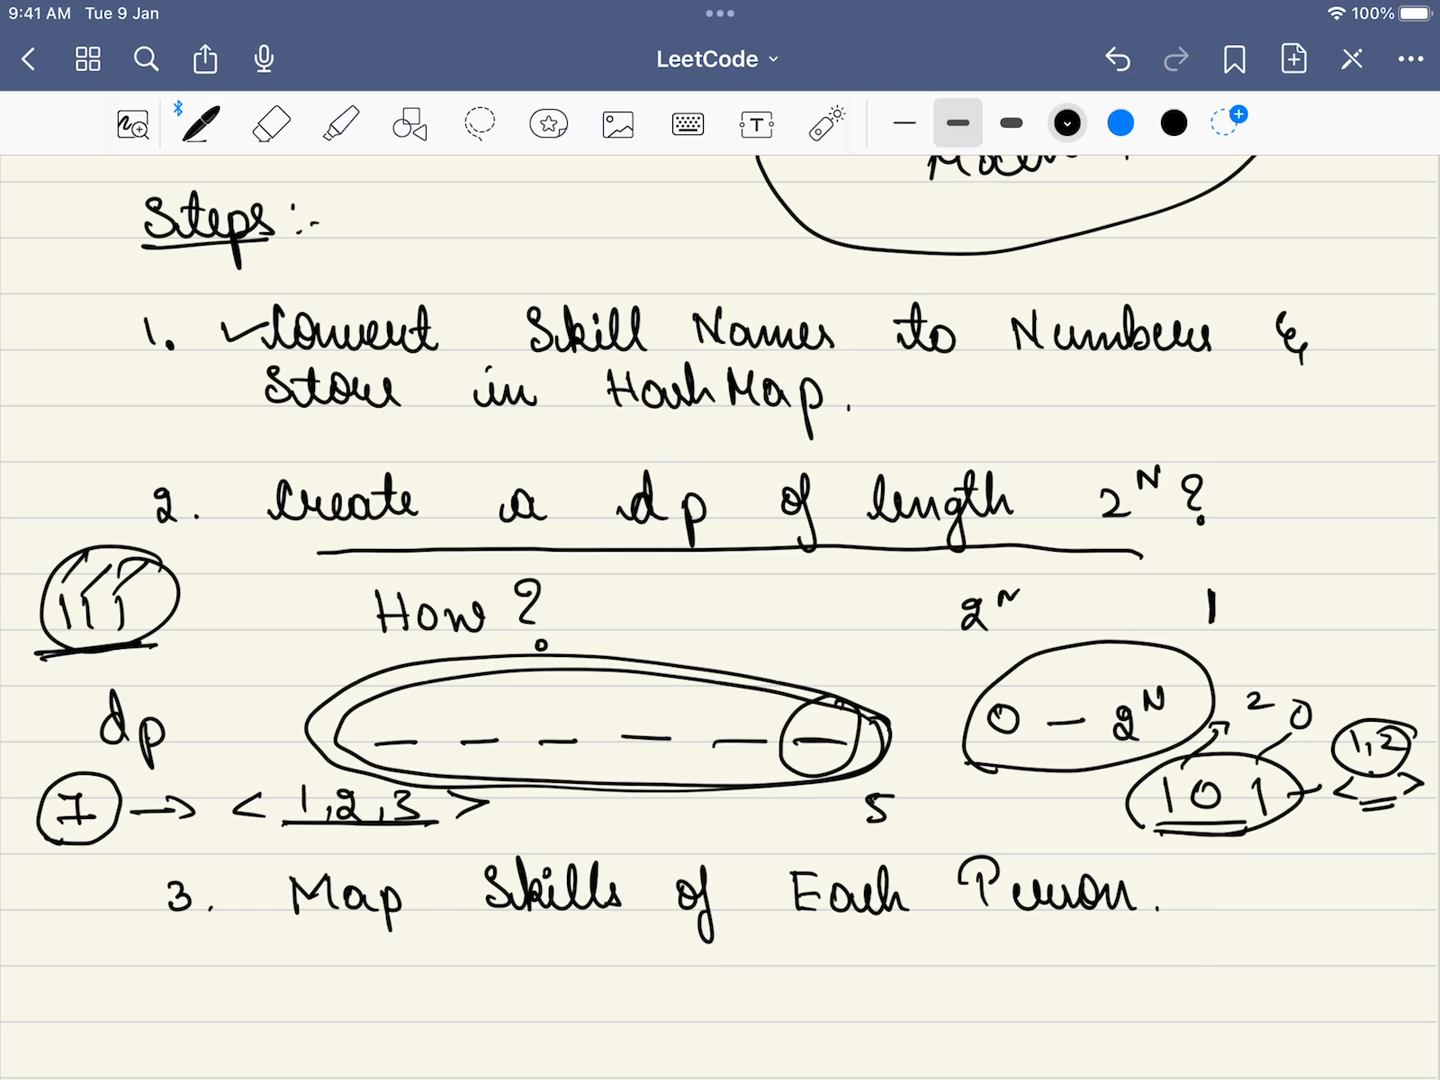 9:41 AM Tue 9 Jan
100%
LeetCode
Steps :-
1. Convert Skill Names to Numbers &
Store in HashMap.
2. Create a dp of length 2^N ?
111
How ?
2^N
1
dp
0 - 2^N
2 0
1,2
7 → < 1,2,3 >
5
1 0 1
< >
3. Map Skills of Each Person.